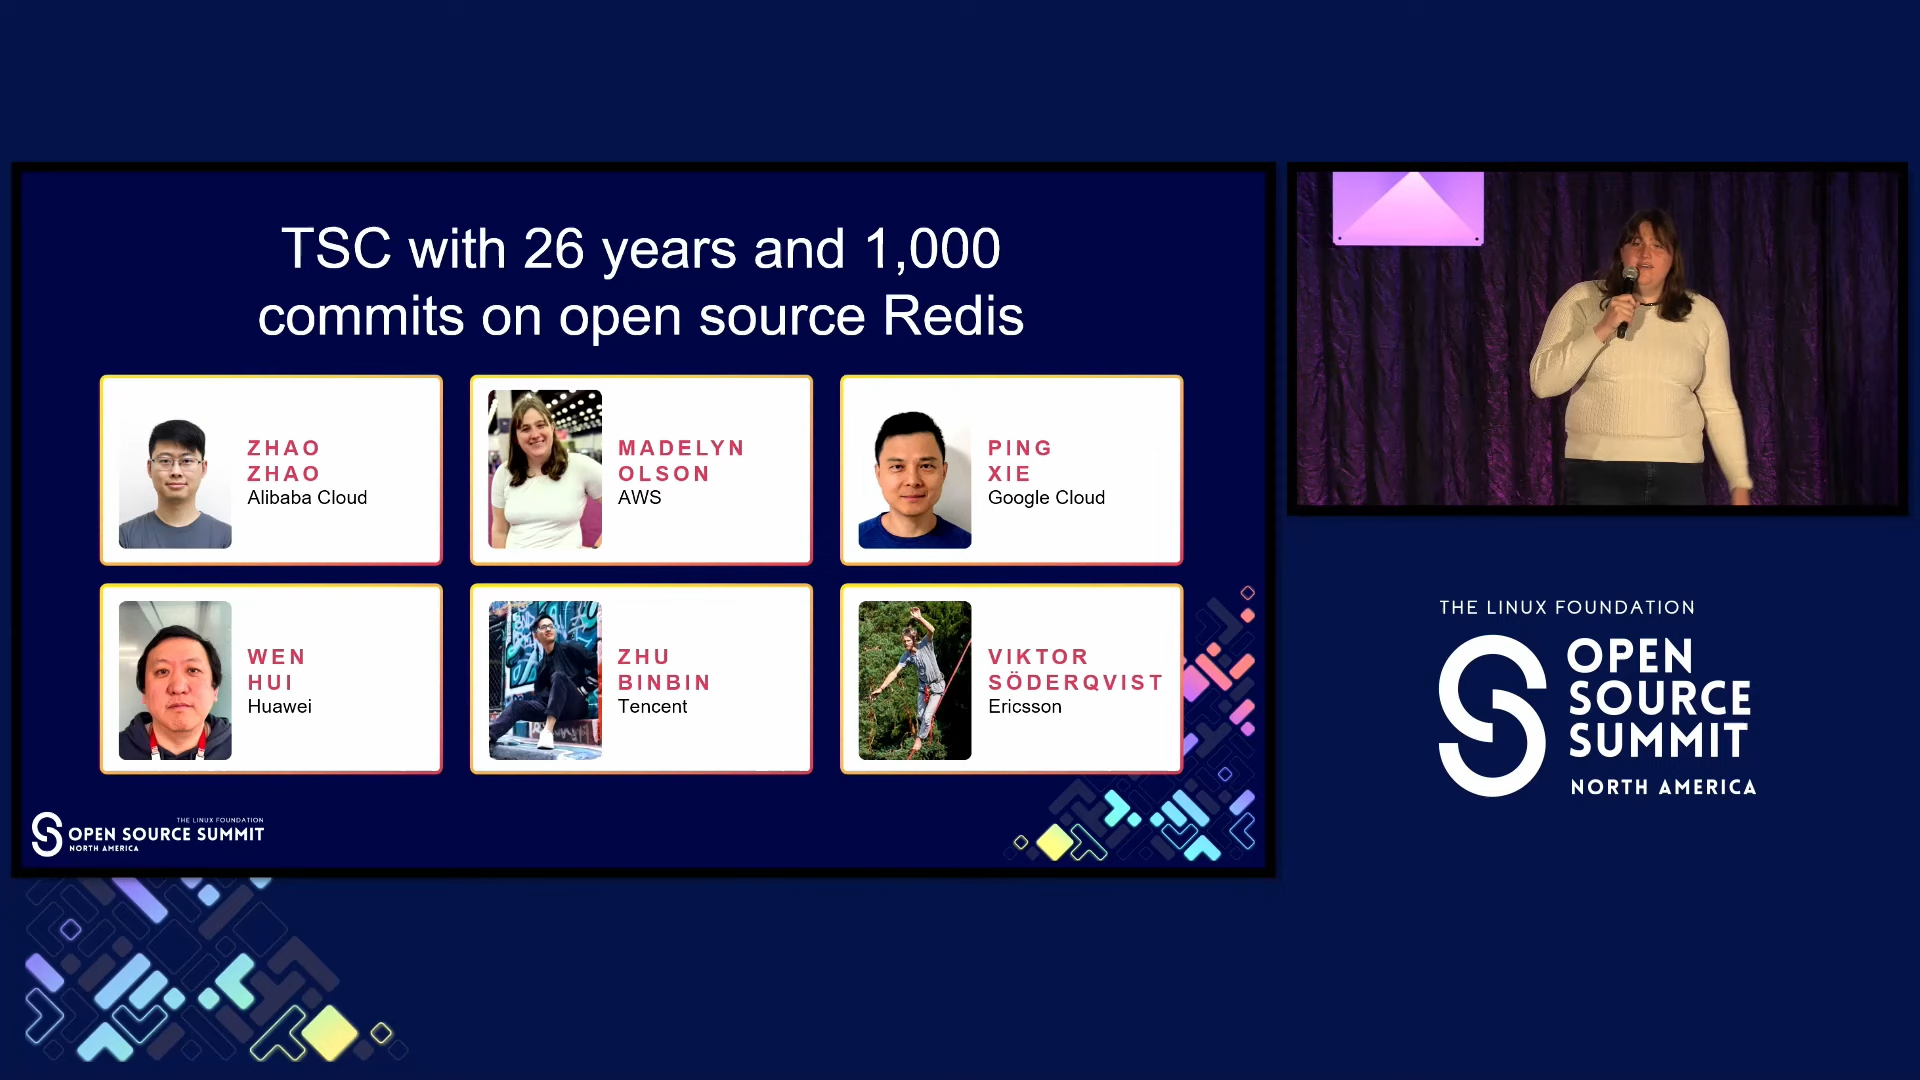 TSC with 26 years and 1,000
commits on open source Redis
ZHAO
ZHAO
Alibaba Cloud
MADELYN
OLSON
AWS
PING
XIE
Google Cloud
WEN
HUI
Huawei
ZHU
BINBIN
Tencent
VIKTOR
SÖDERQVIST
Ericsson
THE LINUX FOUNDATION
OPEN SOURCE SUMMIT
NORTH AMERICA
THE LINUX FOUNDATION
OPEN
SOURCE
SUMMIT
NORTH AMERICA